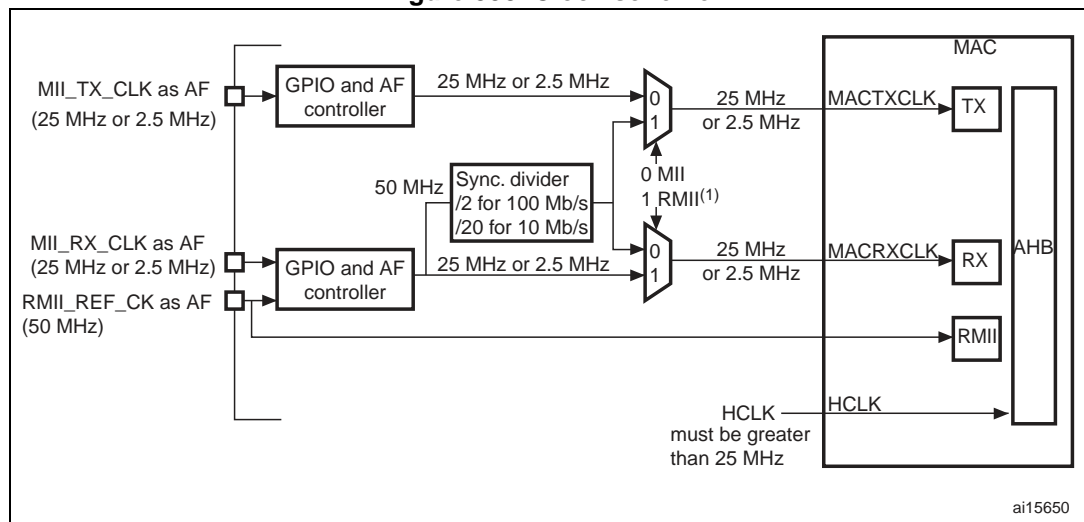 MII_TX_CLK as AF
(25 MHz or 2.5 MHz)
GPIO and AF
controller
25 MHz or 2.5 MHz
0
1
25 MHz
or 2.5 MHz
MACTXCLK
MAC
TX
50 MHz
Sync. divider
/2 for 100 Mb/s
/20 for 10 Mb/s
0 MII
1 RMII(1)
MII_RX_CLK as AF
(25 MHz or 2.5 MHz)
RMII_REF_CK as AF
(50 MHz)
GPIO and AF
controller
25 MHz or 2.5 MHz
0
1
25 MHz
or 2.5 MHz
MACRXCLK
RX
AHB
RMII
HCLK
must be greater
than 25 MHz
HCLK
ai15650